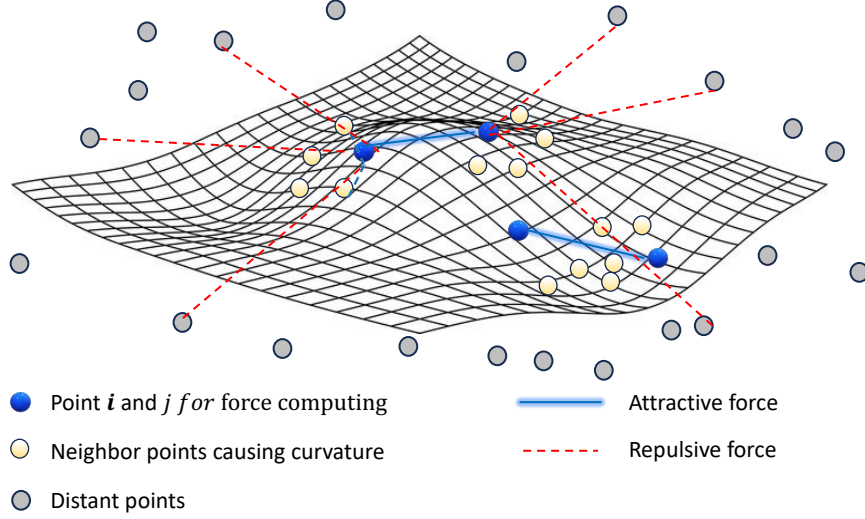 Point i and j for force computing
Attractive force
Neighbor points causing curvature
Repulsive force
Distant points